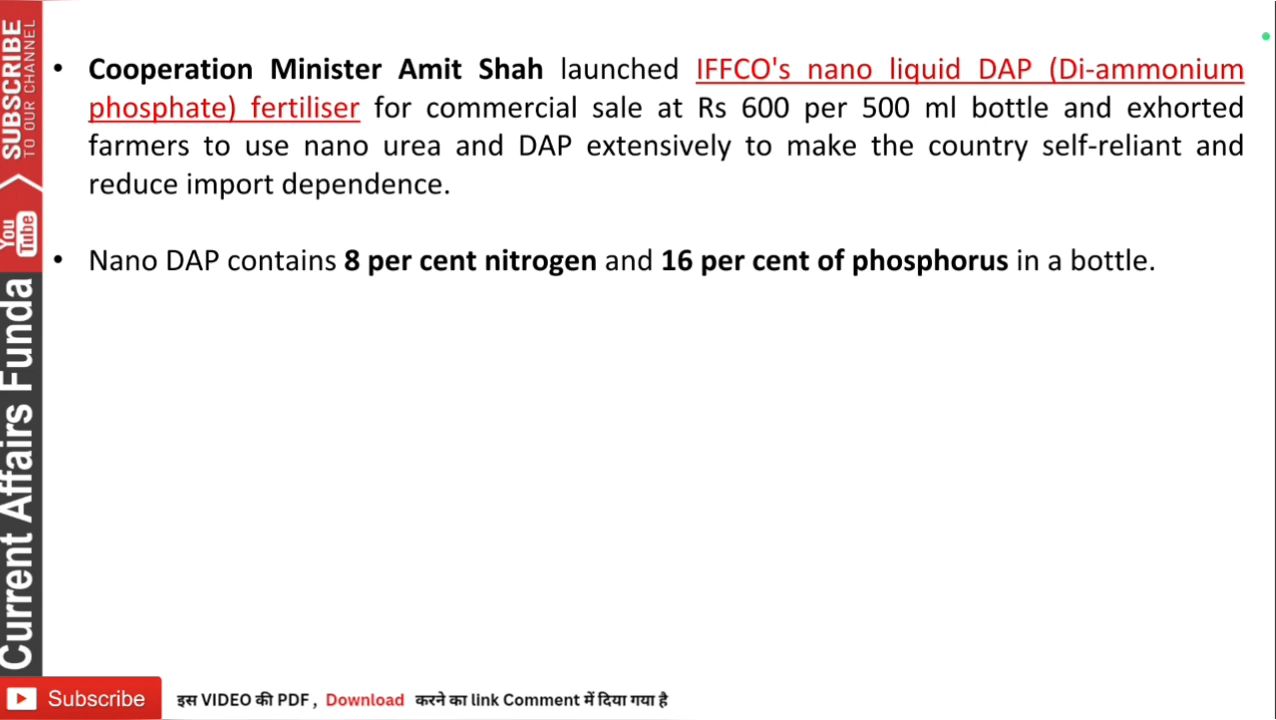 • Cooperation Minister Amit Shah launched IFFCO's nano liquid DAP (Di-ammonium
phosphate) fertiliser for commercial sale at Rs 600 per 500 ml bottle and exhorted
farmers to use nano urea and DAP extensively to make the country self-reliant and
reduce import dependence.
• Nano DAP contains 8 per cent nitrogen and 16 per cent of phosphorus in a bottle.
SUBSCRIBE
TO OUR CHANNEL
You
Tube
Current Affairs Funda
Subscribe
इस VIDEO की PDF , Download करने का link Comment में दिया गया है